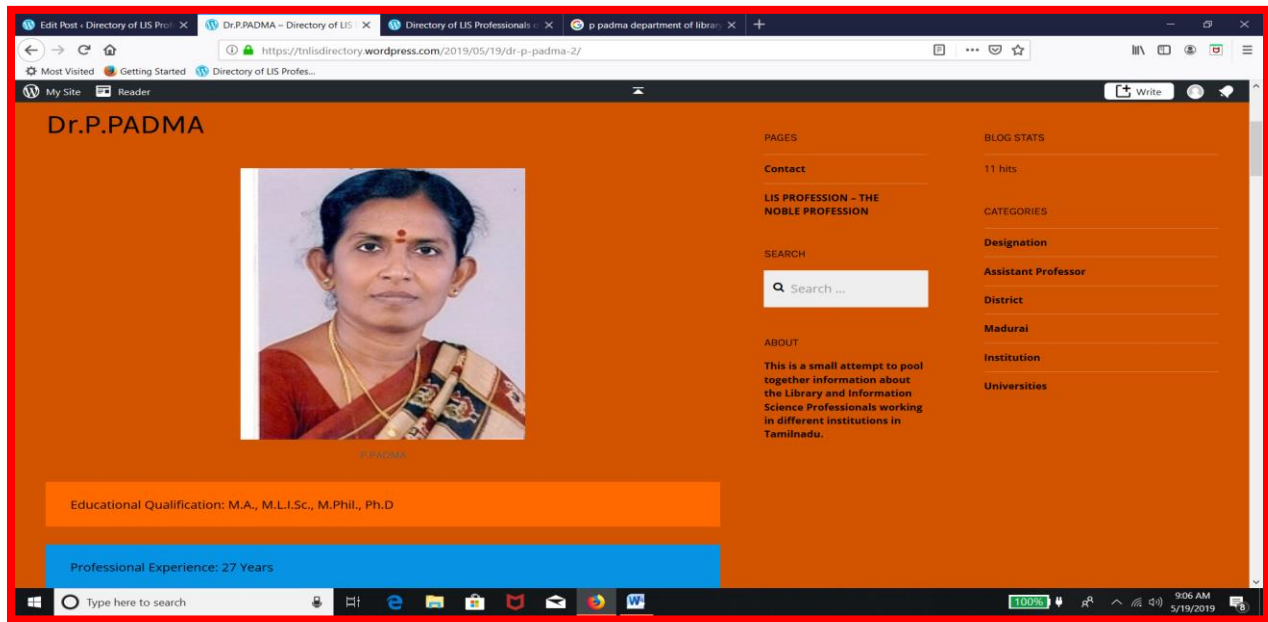 Edit Post ‹ Directory of LIS Prof
Dr.P.PADMA – Directory of LIS
Directory of LIS Professionals
p padma department of library
https://tnlisdirectory.wordpress.com/2019/05/19/dr-p-padma-2/
Most Visited
Getting Started
Directory of LIS Profes...
My Site
Reader
Write
Dr.P.PADMA
P.PADMA
Educational Qualification: M.A., M.L.I.Sc., M.Phil., Ph.D
Professional Experience: 27 Years
PAGES
Contact
LIS PROFESSION – THE
NOBLE PROFESSION
SEARCH
Search ...
ABOUT
This is a small attempt to pool
together information about
the Library and Information
Science Professionals working
in different institutions in
Tamilnadu.
BLOG STATS
11 hits
CATEGORIES
Designation
Assistant Professor
District
Madurai
Institution
Universities
Type here to search
100%
9:06 AM
5/19/2019
8